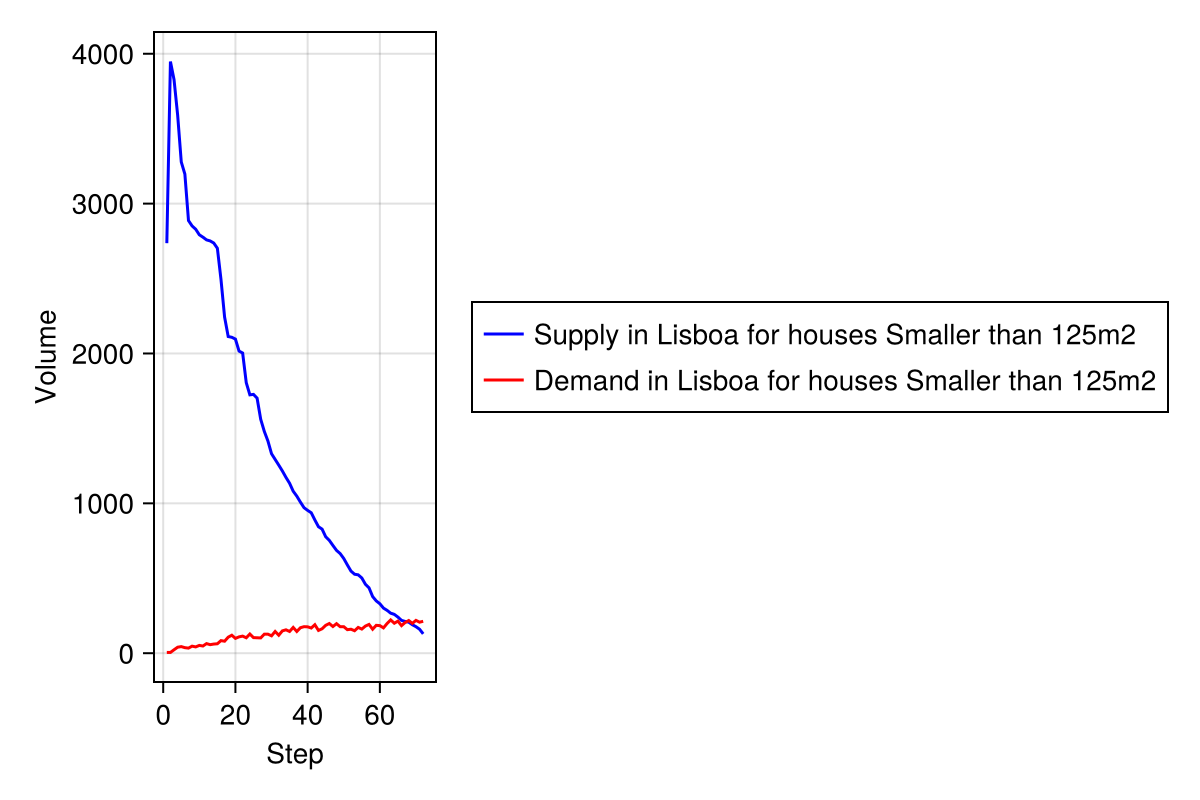 4000
3000
2000
1000
0
Volume
0 20 40 60
Step
Supply in Lisboa for houses Smaller than 125m2
Demand in Lisboa for houses Smaller than 125m2